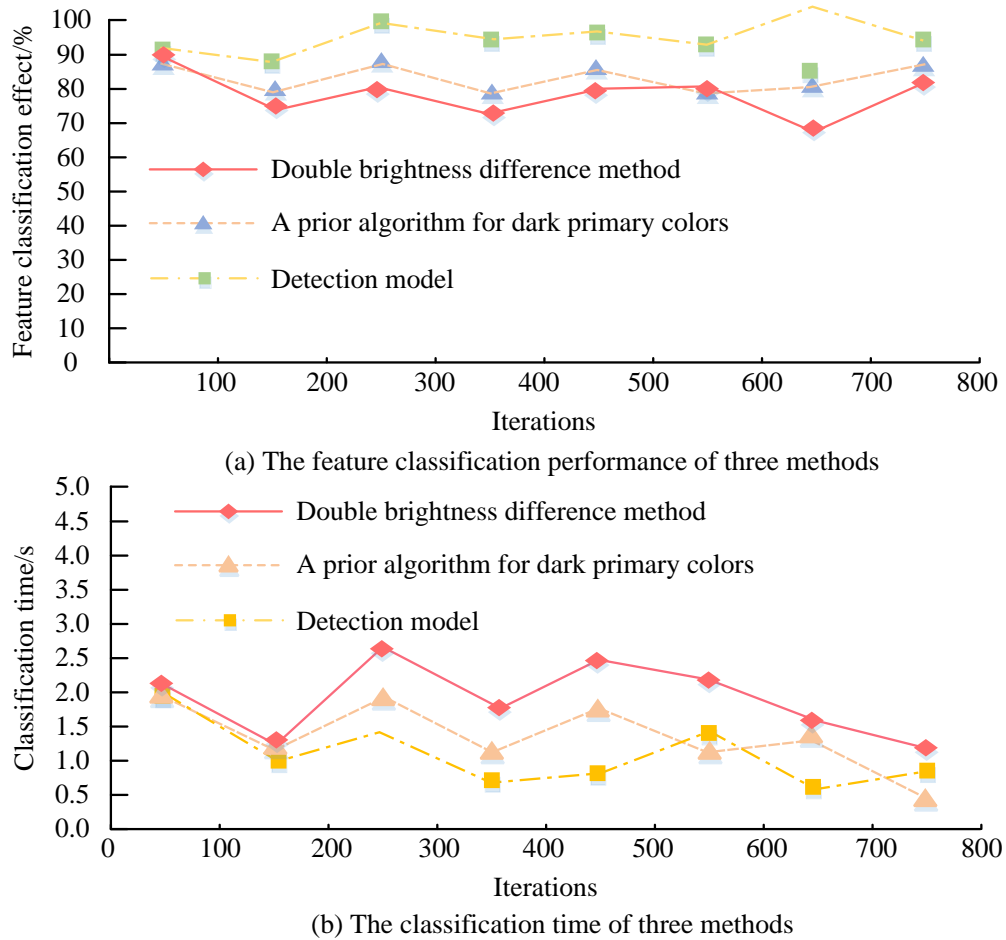 Feature classification effect/%
100
90
80
70
60
50
40
30
20
10
0
Double brightness difference method
A prior algorithm for dark primary colors
Detection model
100 200 300 400 500 600 700 800
Iterations
(a) The feature classification performance of three methods
Classification time/s
5.0
4.5
4.0
3.5
3.0
2.5
2.0
1.5
1.0
0.5
0.0
Double brightness difference method
A prior algorithm for dark primary colors
Detection model
0 100 200 300 400 500 600 700 800
Iterations
(b) The classification time of three methods